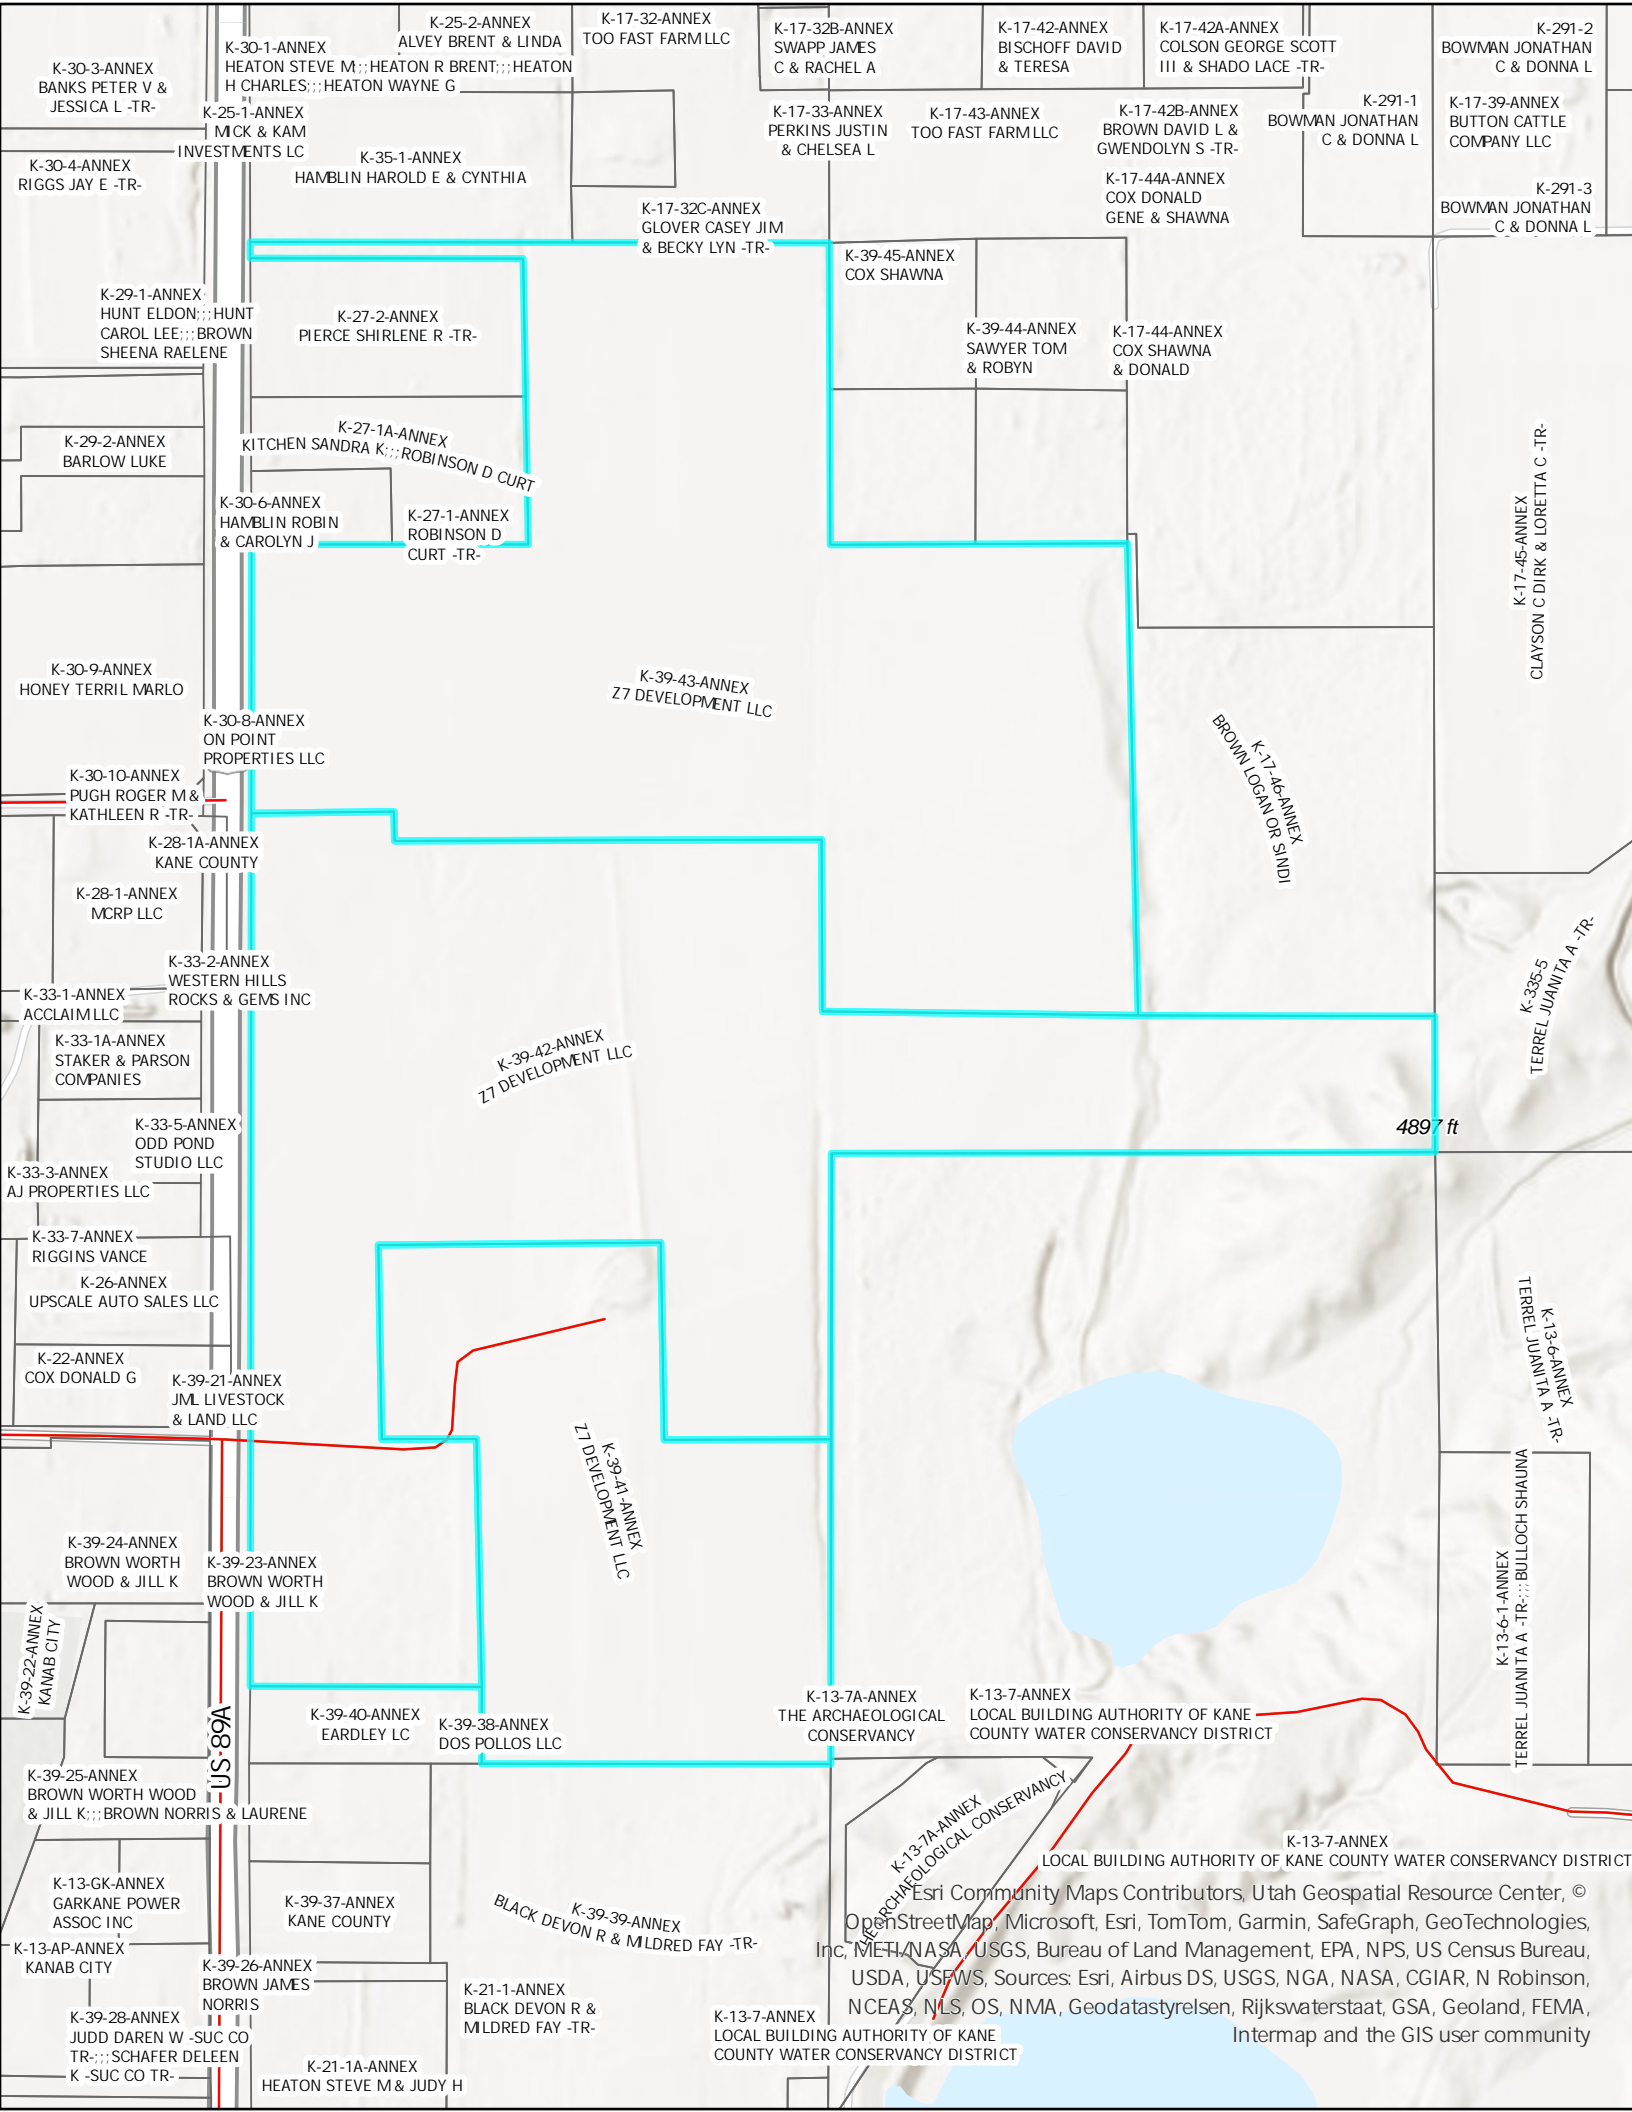 K-25-2-ANNEX
ALVEY BRENT & LINDA
K-17-32-ANNEX
TOO FAST FARM LLC
K-17-32B-ANNEX
SWAPP JAMES
C & RACHEL A
K-17-42-ANNEX
BISCHOFF DAVID
& TERESA
K-17-42A-ANNEX
COLSON GEORGE SCOTT
III & SHADO LACE -TR-
K-291-2
BOWMAN JONATHAN
C & DONNA L
K-30-3-ANNEX
BANKS PETER V &
JESSICA L -TR-
K-30-1-ANNEX
HEATON STEVE M;;;HEATON R BRENT;;;HEATON
H CHARLES;;;HEATON WAYNE G
K-25-1-ANNEX
MICK & KAM
INVESTMENTS LC
K-17-33-ANNEX
PERKINS JUSTIN
& CHELSEA L
K-17-43-ANNEX
TOO FAST FARM LLC
K-17-42B-ANNEX
BROWN DAVID L &
GWENDOLYN S -TR-
K-291-1
BOWMAN JONATHAN
C & DONNA L
K-17-39-ANNEX
BUTTON CATTLE
COMPANY LLC
K-30-4-ANNEX
RIGGS JAY E -TR-
K-35-1-ANNEX
HAMBLIN HAROLD E & CYNTHIA
K-17-44A-ANNEX
COX DONALD
GENE & SHAWNA
K-291-3
BOWMAN JONATHAN
C & DONNA L
K-17-32C-ANNEX
GLOVER CASEY JIM
& BECKY LYN -TR-
K-39-45-ANNEX
COX SHAWNA
K-29-1-ANNEX
HUNT ELDON;;;HUNT
CAROL LEE;;;BROWN
SHEENA RAELENE
K-27-2-ANNEX
PIERCE SHIRLENE R -TR-
K-39-44-ANNEX
SAWYER TOM
& ROBYN
K-17-44-ANNEX
COX SHAWNA
& DONALD
K-29-2-ANNEX
BARLOW LUKE
K-27-1A-ANNEX
KITCHEN SANDRA K;;;ROBINSON D CURT
K-17-45-ANNEX
CLAYSON C DIRK & LORETTA C -TR-
K-30-6-ANNEX
HAMBLIN ROBIN
& CAROLYN J
K-27-1-ANNEX
ROBINSON D
CURT -TR-
K-30-9-ANNEX
HONEY TERRIL MARLO
K-39-43-ANNEX
Z7 DEVELOPMENT LLC
K-30-8-ANNEX
ON POINT
PROPERTIES LLC
K-17-46-ANNEX
BROWN LOGAN OR SINDI
K-30-10-ANNEX
PUGH ROGER M &
KATHLEEN R -TR-
K-28-1A-ANNEX
KANE COUNTY
K-28-1-ANNEX
MCRP LLC
K-33-2-ANNEX
WESTERN HILLS
ROCKS & GEMS INC
K-335-5
TERREL JUANITA A -TR-
K-33-1-ANNEX
ACCLAIM LLC
K-33-1A-ANNEX
STAKER & PARSON
COMPANIES
K-39-42-ANNEX
Z7 DEVELOPMENT LLC
K-33-5-ANNEX
ODD POND
STUDIO LLC
4897 ft
K-33-3-ANNEX
AJ PROPERTIES LLC
K-33-7-ANNEX
RIGGINS VANCE
K-26-ANNEX
UPSCALE AUTO SALES LLC
K-13-6-ANNEX
TERREL JUANITA A -TR-
K-22-ANNEX
COX DONALD G
K-39-21-ANNEX
JML LIVESTOCK
& LAND LLC
K-39-41-ANNEX
Z7 DEVELOPMENT LLC
K-13-6-1-ANNEX
TERREL JUANITA A -TR-;;;BULLOCH SHAUNA
K-39-24-ANNEX
BROWN WORTH
WOOD & JILL K
K-39-23-ANNEX
BROWN WORTH
WOOD & JILL K
K-39-22-ANNEX
KANAB CITY
US 89A
K-39-40-ANNEX
EARDLEY LC
K-39-38-ANNEX
DOS POLLOS LLC
K-13-7A-ANNEX
THE ARCHAEOLOGICAL
CONSERVANCY
K-13-7-ANNEX
LOCAL BUILDING AUTHORITY OF KANE
COUNTY WATER CONSERVANCY DISTRICT
K-39-25-ANNEX
BROWN WORTH WOOD
& JILL K;;;BROWN NORRIS & LAURENE
K-13-7A-ANNEX
THE ARCHAEOLOGICAL CONSERVANCY
K-13-7-ANNEX
LOCAL BUILDING AUTHORITY OF KANE COUNTY WATER CONSERVANCY DISTRICT
K-13-GK-ANNEX
GARKANE POWER
ASSOC INC
K-39-37-ANNEX
KANE COUNTY
K-39-39-ANNEX
BLACK DEVON R & MILDRED FAY -TR-
K-13-AP-ANNEX
KANAB CITY
K-39-26-ANNEX
BROWN JAMES
NORRIS
K-21-1-ANNEX
BLACK DEVON R &
MILDRED FAY -TR-
K-39-28-ANNEX
JUDD DAREN W -SUC CO
TR-;;;SCHAFER DELEEN
K -SUC CO TR-
K-21-1A-ANNEX
HEATON STEVE M & JUDY H
K-13-7-ANNEX
LOCAL BUILDING AUTHORITY OF KANE
COUNTY WATER CONSERVANCY DISTRICT
Esri Community Maps Contributors, Utah Geospatial Resource Center, ©
OpenStreetMap, Microsoft, Esri, TomTom, Garmin, SafeGraph, GeoTechnologies,
Inc, METI/NASA, USGS, Bureau of Land Management, EPA, NPS, US Census Bureau,
USDA, USFWS, Sources: Esri, Airbus DS, USGS, NGA, NASA, CGIAR, N Robinson,
NCEAS, NLS, OS, NMA, Geodatastyrelsen, Rijkswaterstaat, GSA, Geoland, FEMA,
Intermap and the GIS user community